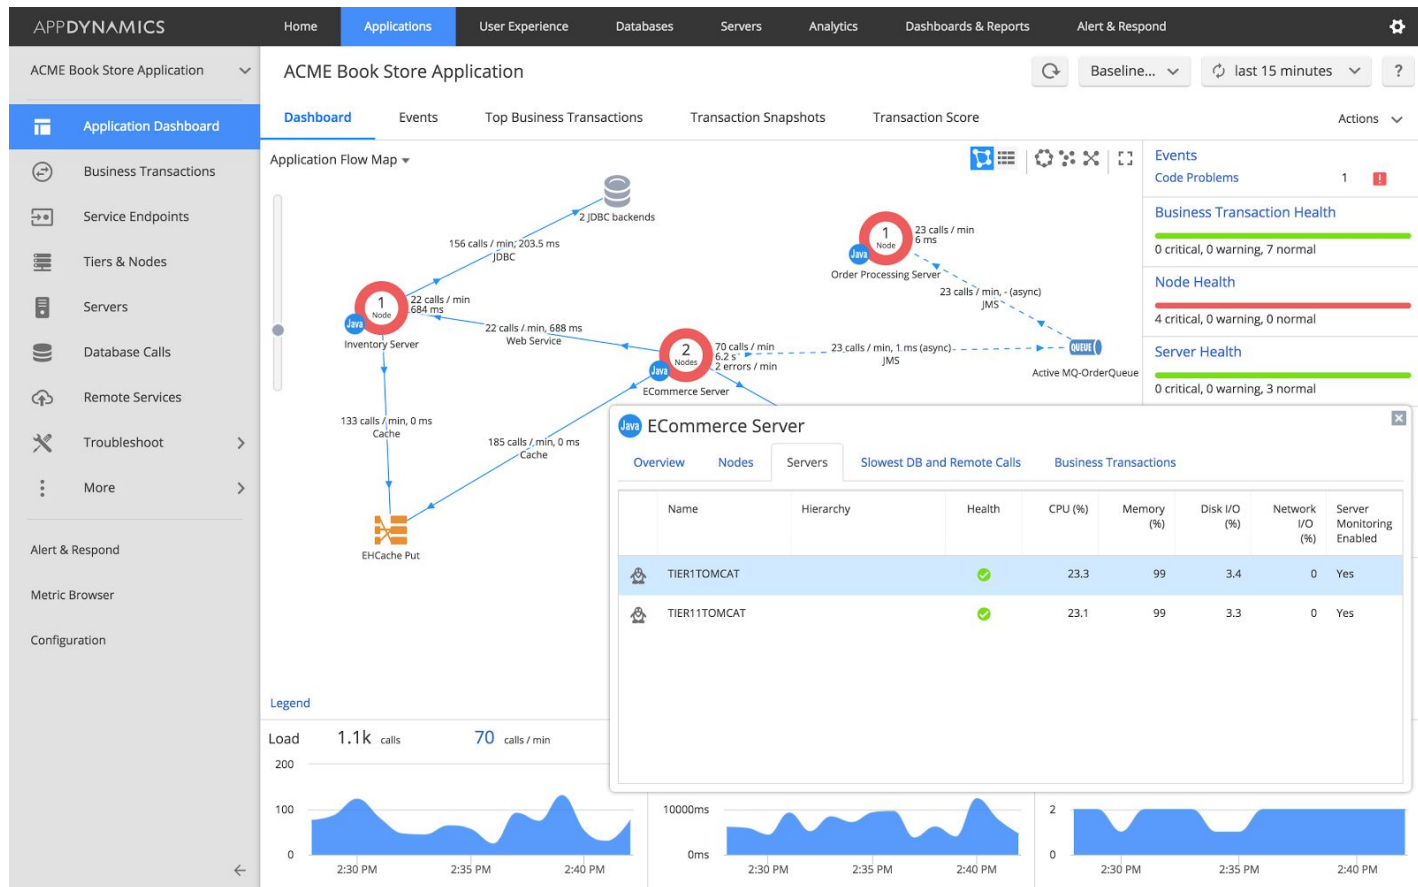 APPDYNAMICS
Home Applications User Experience Databases Servers Analytics Dashboards & Reports Alert & Respond
ACME Book Store Application
Application Dashboard
Business Transactions
Service Endpoints
Tiers & Nodes
Servers
Database Calls
Remote Services
Troubleshoot
More
Alert & Respond
Metric Browser
Configuration
ACME Book Store Application
Baseline... last 15 minutes ?
Dashboard Events Top Business Transactions Transaction Snapshots Transaction Score Actions
Application Flow Map
2 JDBC backends
156 calls / min, 203.5 ms
JDBC
1
Node
Java
23 calls / min
6 ms
Order Processing Server
23 calls / min, - (async)
JMS
1
Node
Java
22 calls / min
684 ms
Inventory Server
22 calls / min, 688 ms
Web Service
2
Nodes
Java
70 calls / min
6.2 s
2 errors / min
ECommerce Server
23 calls / min, 1 ms (async)
JMS
QUEUE
Active MQ-OrderQueue
133 calls / min, 0 ms
Cache
185 calls / min, 0 ms
Cache
EHCache Put
Events
Code Problems 1 !
Business Transaction Health
0 critical, 0 warning, 7 normal
Node Health
4 critical, 0 warning, 0 normal
Server Health
0 critical, 0 warning, 3 normal
Java ECommerce Server
Overview Nodes Servers Slowest DB and Remote Calls Business Transactions
Name Hierarchy Health CPU (%) Memory (%) Disk I/O (%) Network I/O (%) Server Monitoring Enabled
TIER1TOMCAT 23.3 99 3.4 0 Yes
TIER11TOMCAT 23.1 99 3.3 0 Yes
Legend
Load 1.1k calls 70 calls / min
200
100
0
2:30 PM 2:35 PM 2:40 PM
10000ms
0ms
2:30 PM 2:35 PM 2:40 PM
2
0
2:30 PM 2:35 PM 2:40 PM